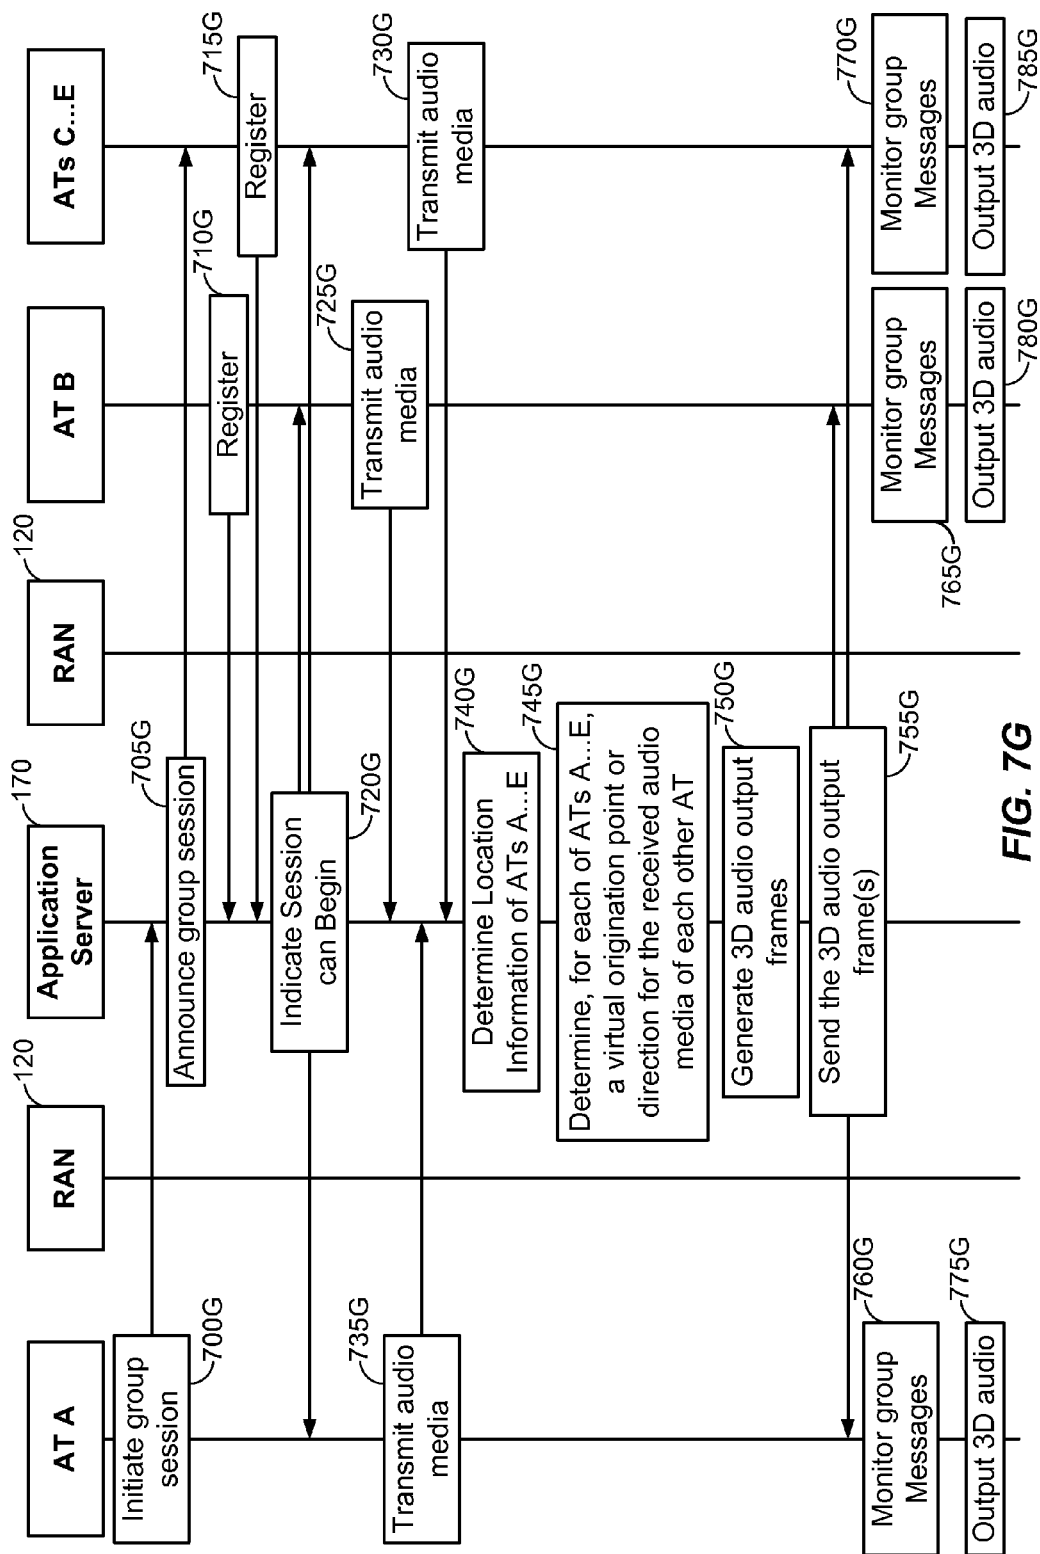 AT A
RAN
120
Application
Server
170
RAN
120
AT B
ATs C...E
Initiate group
session
700G
Announce group session
705G
Register
710G
Register
715G
Indicate Session
can Begin
720G
Transmit audio
media
725G
Transmit audio
media
730G
Transmit audio
media
735G
Determine Location
Information of ATs A...E
740G
Determine, for each of ATs A...E,
a virtual origination point or
direction for the received audio
media of each other AT
745G
Generate 3D audio output
frames
750G
Send the 3D audio output
frame(s)
755G
Monitor group
Messages
760G
Monitor group
Messages
765G
Monitor group
Messages
770G
Output 3D audio
775G
Output 3D audio
780G
Output 3D audio
785G
FIG. 7G